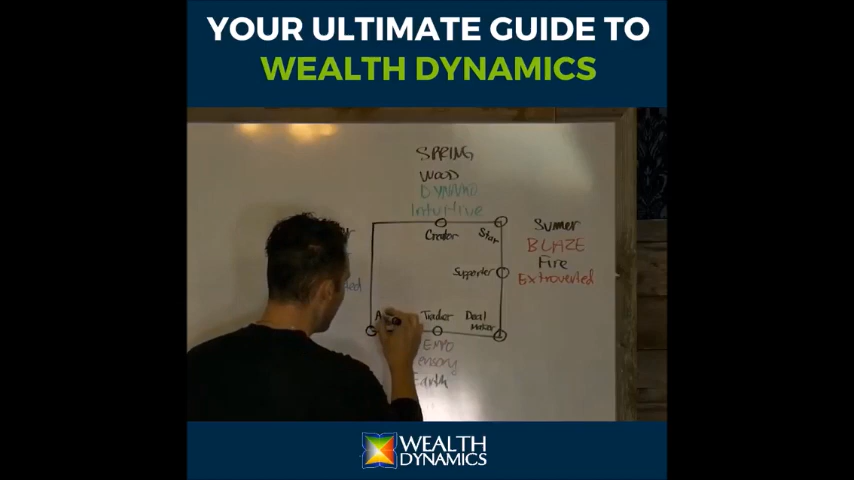 YOUR ULTIMATE GUIDE TO
WEALTH DYNAMICS
SPRING
WOOD
DYNAMO
Intuitive
Creator
Star
Sumer
BLAZE
Fire
Extroverted
Supporter
A
Trader
Deal
Maker
Earth
WEALTH
DYNAMICS